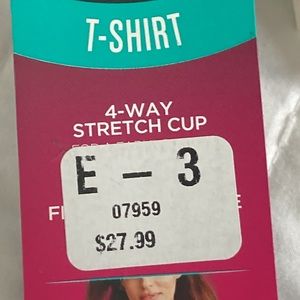 T-SHIRT
4-WAY
STRETCH CUP
E – 3
07959
$27.99